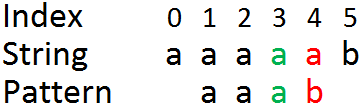 Index 0 1 2 3 4 5
String a a a a a b
Pattern a a a b